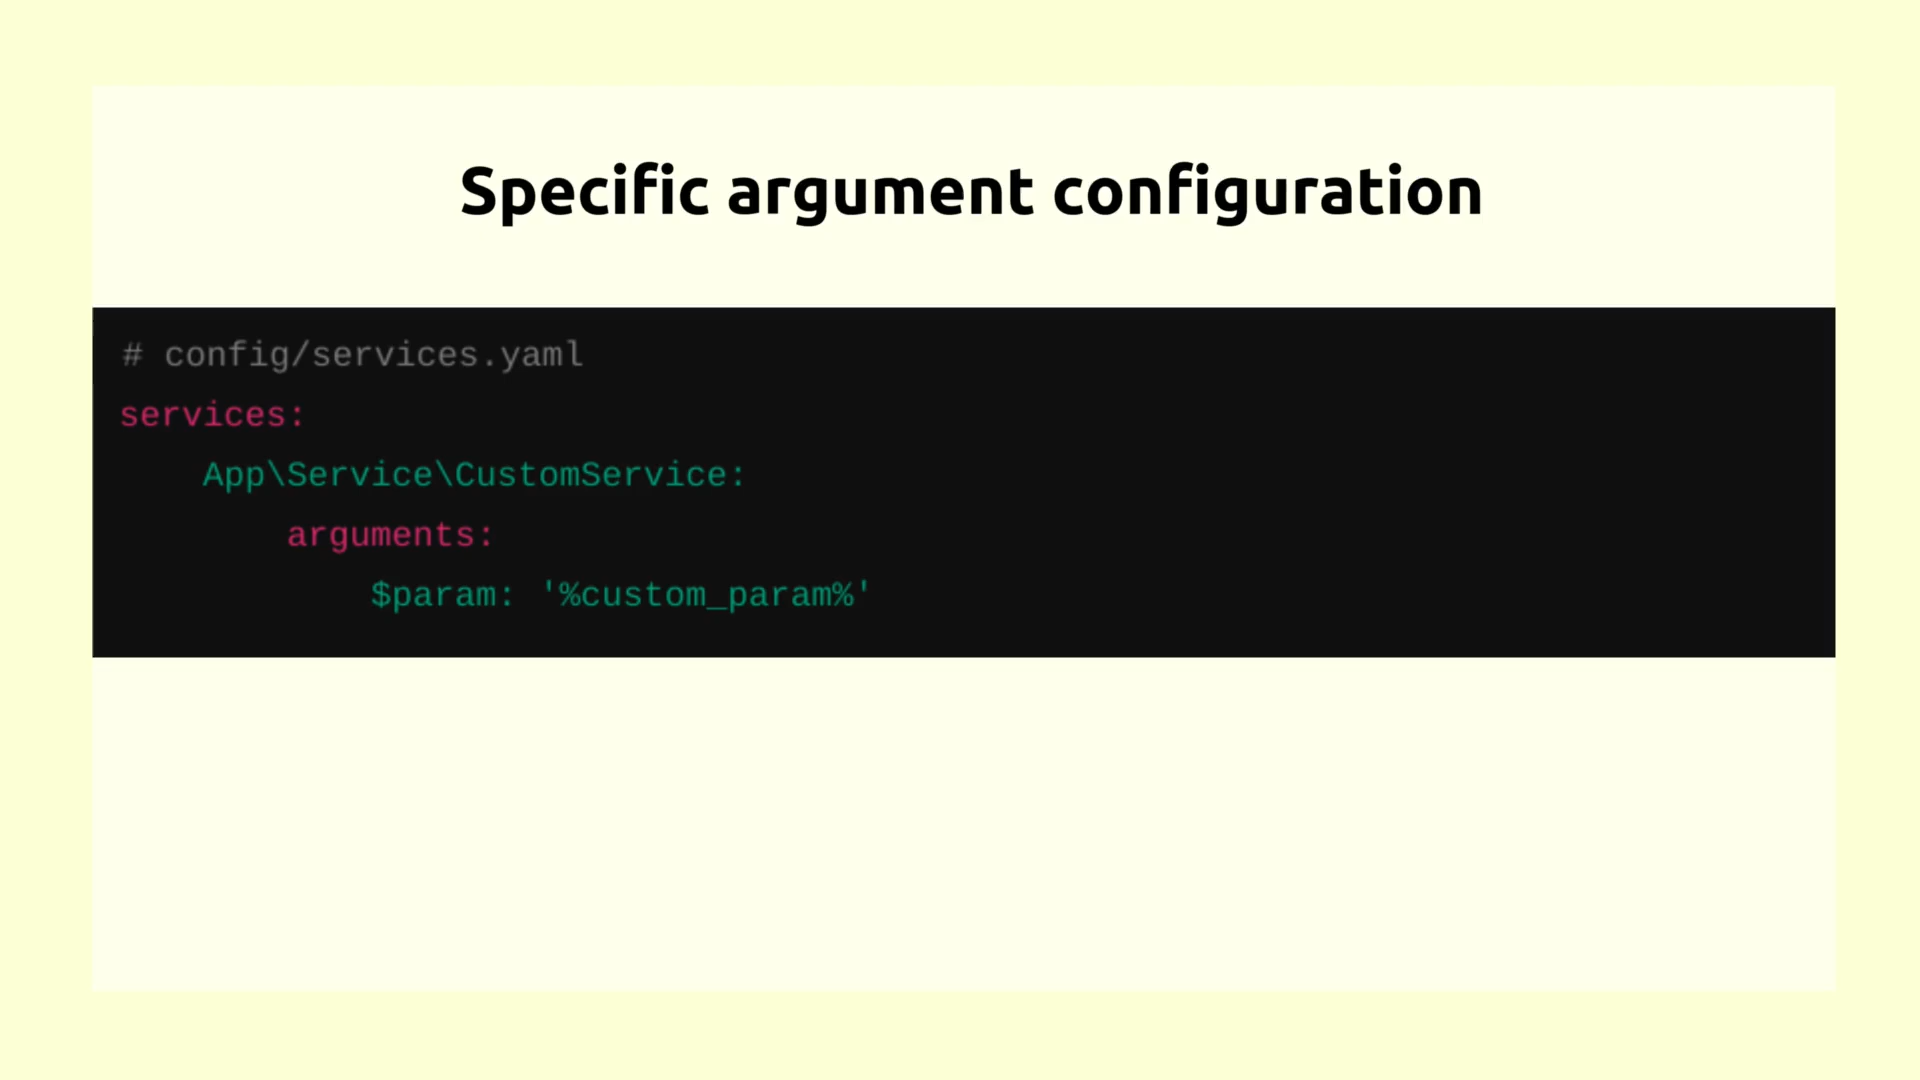 Specific argument configuration
# config/services.yaml
services:
App\Service\CustomService:
arguments:
$param: '%custom_param%'